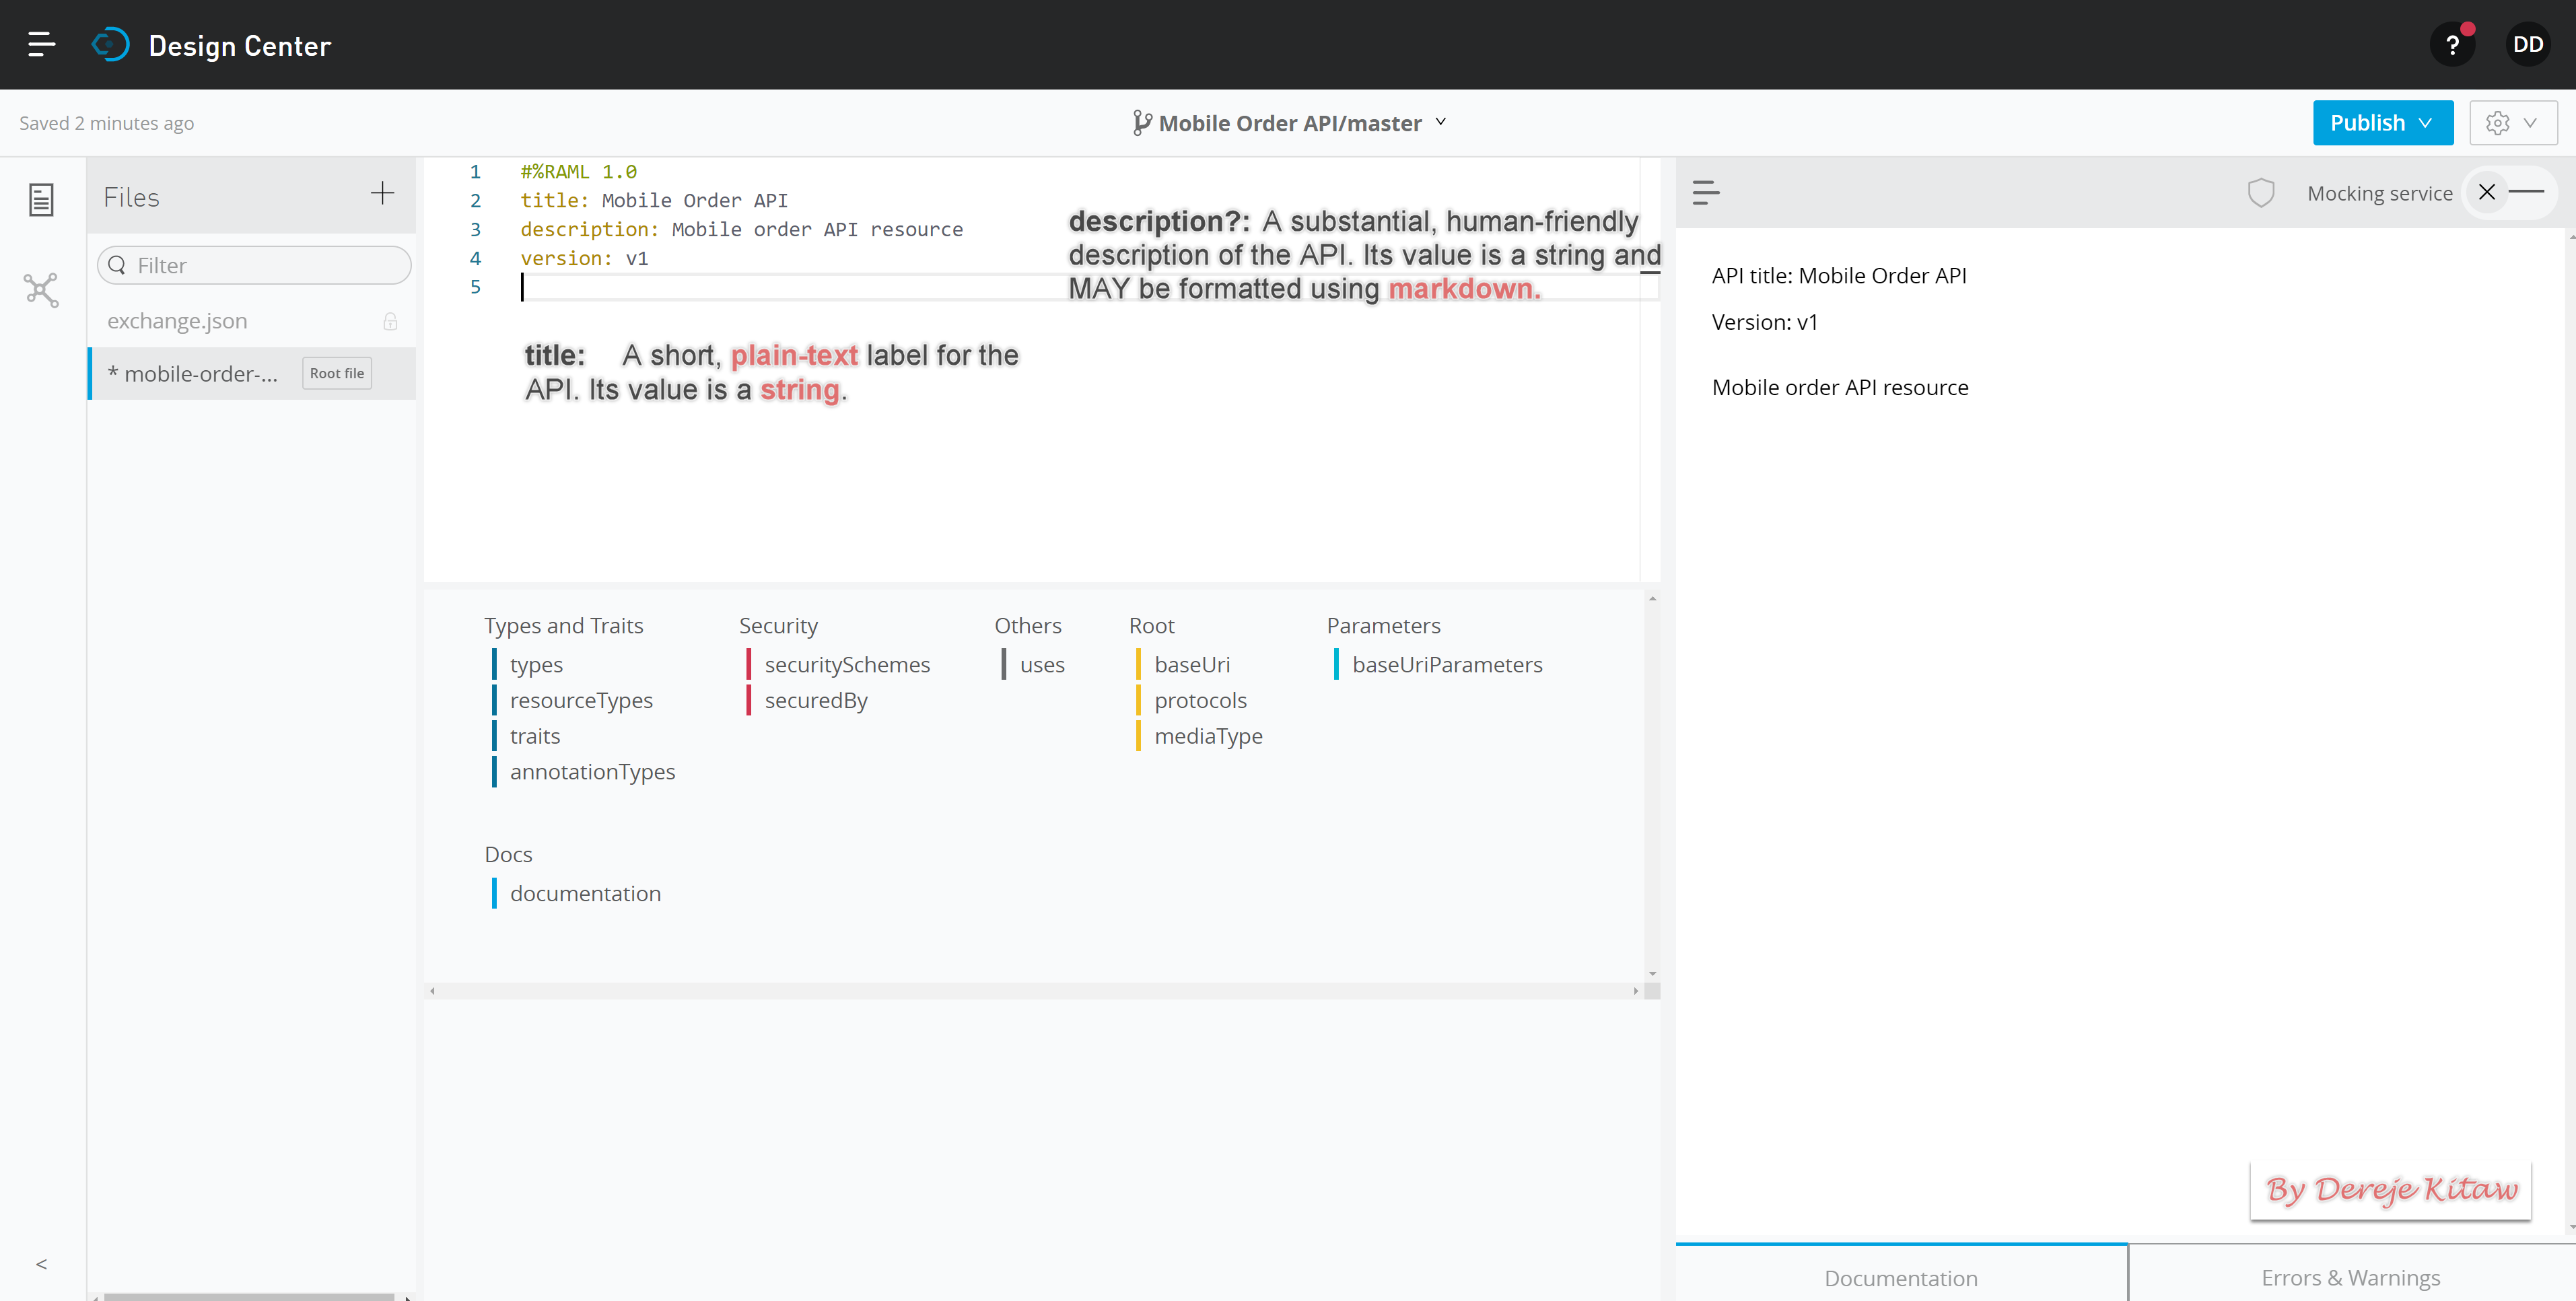 Design Center
?
DD
Saved 2 minutes ago
Mobile Order API/master
Publish
Files
Filter
exchange.json
* mobile-order-... Root file
1 #%RAML 1.0
2 title: Mobile Order API
3 description: Mobile order API resource
4 version: v1
5
description?: A substantial, human-friendly
description of the API. Its value is a string and
MAY be formatted using markdown.
title: A short, plain-text label for the
API. Its value is a string.
Types and Traits
types
resourceTypes
traits
annotationTypes
Security
securitySchemes
securedBy
Others
uses
Root
baseUri
protocols
mediaType
Parameters
baseUriParameters
Docs
documentation
Mocking service
API title: Mobile Order API
Version: v1
Mobile order API resource
By Dereje Kitaw
Documentation
Errors & Warnings